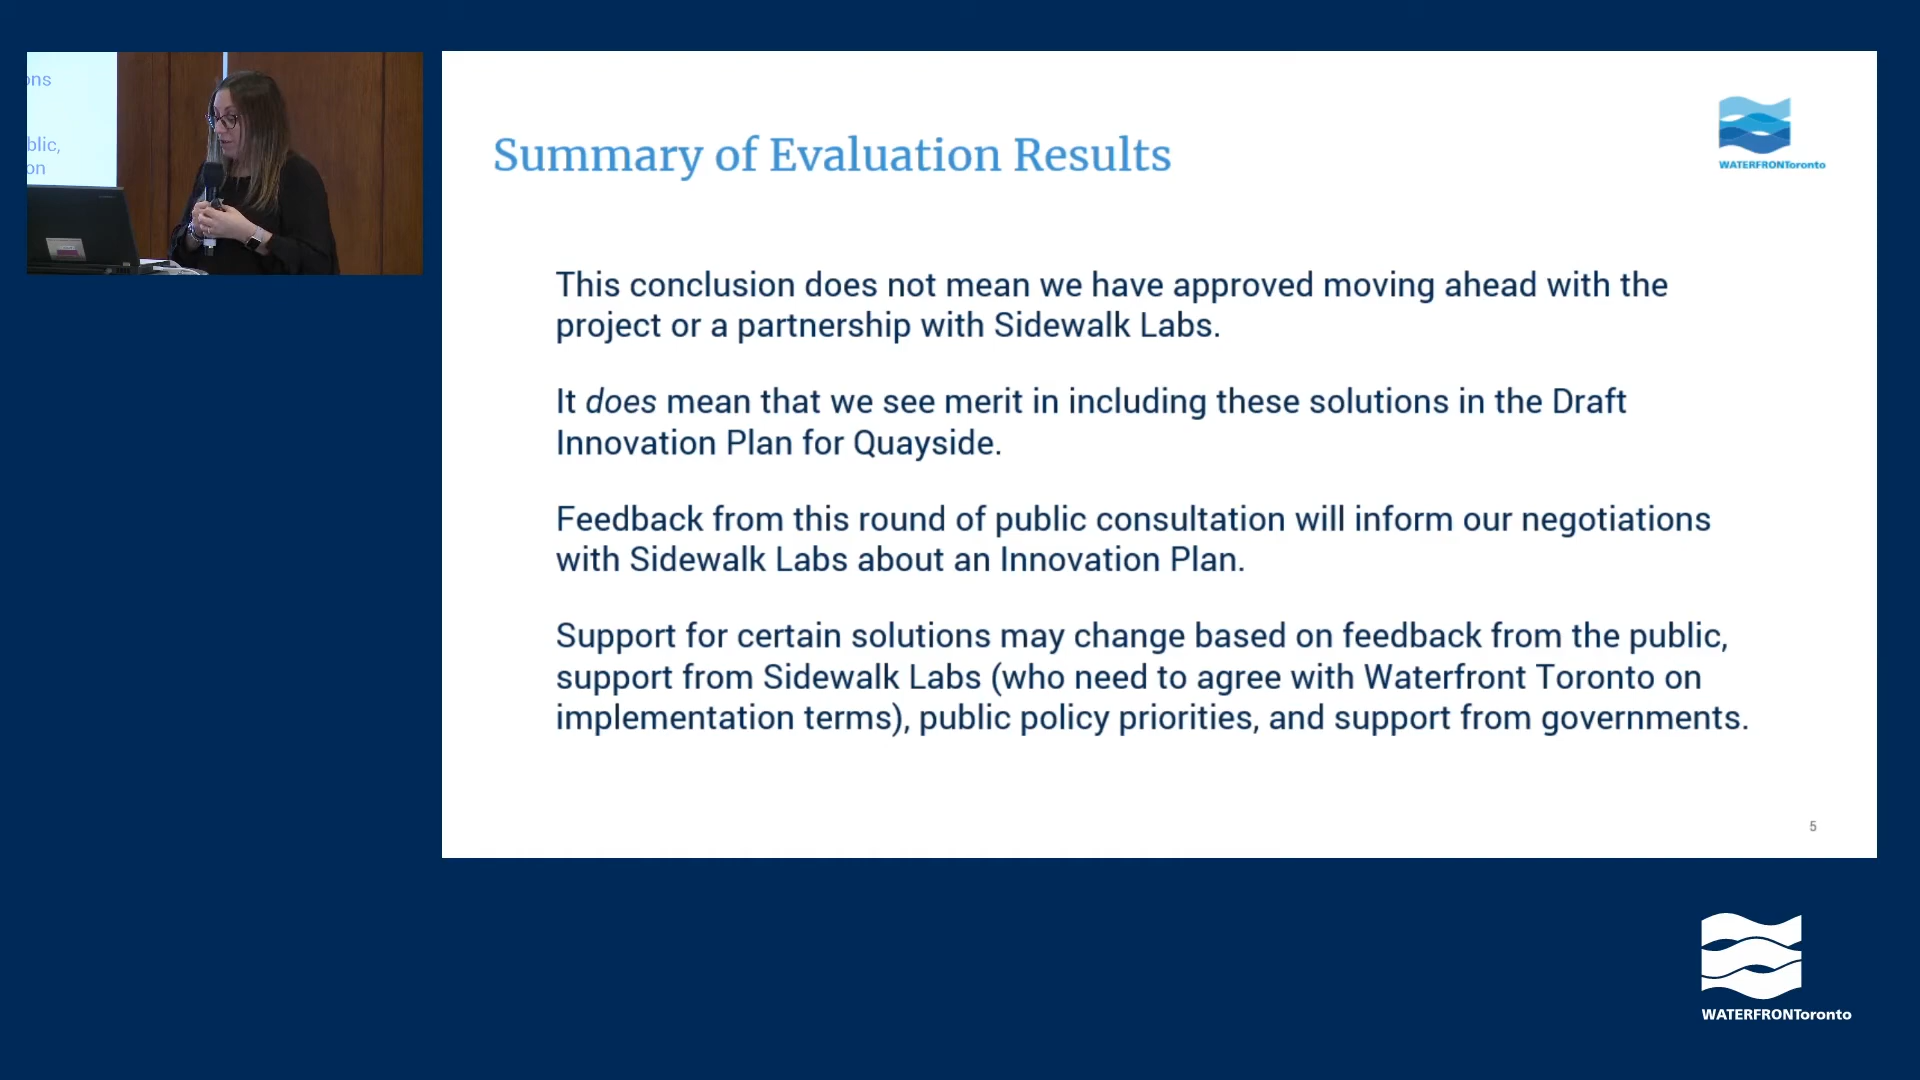 ons
blic,
on
Summary of Evaluation Results
WATERFRONToronto
This conclusion does not mean we have approved moving ahead with the
project or a partnership with Sidewalk Labs.
It does mean that we see merit in including these solutions in the Draft
Innovation Plan for Quayside.
Feedback from this round of public consultation will inform our negotiations
with Sidewalk Labs about an Innovation Plan.
Support for certain solutions may change based on feedback from the public,
support from Sidewalk Labs (who need to agree with Waterfront Toronto on
implementation terms), public policy priorities, and support from governments.
5
WATERFRONToronto